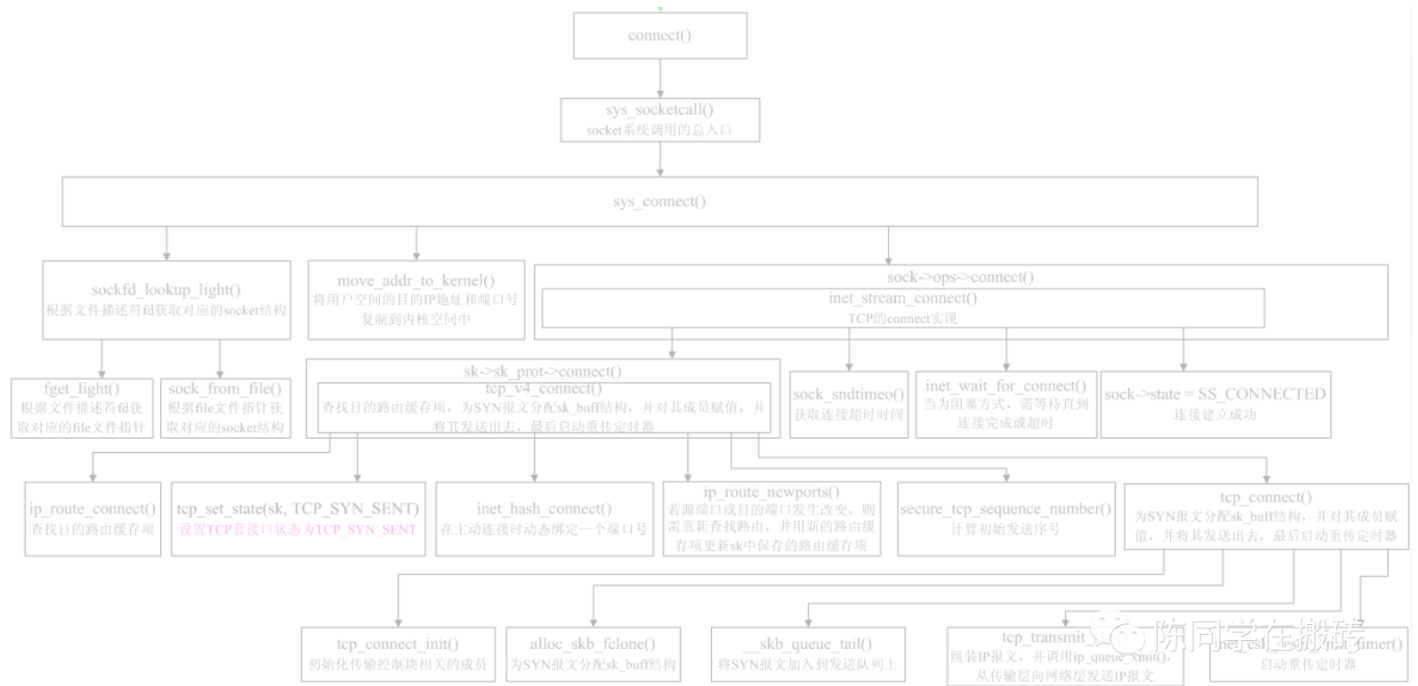 connect()
sys_socketcall()
socket系统调用的总入口
sys_connect()
sockfd_lookup_light()
根据文件描述符fd获取对应的socket结构
move_addr_to_kernel()
将用户空间的目的IP地址和端口号
复制到内核空间中
sock->ops->connect()
inet_stream_connect()
TCP的connect实现
fget_light()
根据文件描述符fd获
取对应的file文件指针
sock_from_file()
根据file文件指针获
取对应的socket结构
sk->sk_prot->connect()
tcp_v4_connect()
查找目的路由缓存项，为SYN报文分配sk_buff结构，并对其成员赋值，并
将其发送出去，最后启动重传定时器
sock_sndtimeo()
获取连接超时时间
inet_wait_for_connect()
当为阻塞方式，需等待直到
连接完成或超时
sock->state = SS_CONNECTED
连接建立成功
ip_route_connect()
查找目的路由缓存项
tcp_set_state(sk, TCP_SYN_SENT)
设置TCP套接口状态为TCP_SYN_SENT
inet_hash_connect()
在主动连接时动态绑定一个端口号
ip_route_newports()
若源端口或目的端口发生改变，则
需重新查找路由，并用新的路由缓
存项更新sk中保存的路由缓存项
secure_tcp_sequence_number()
计算初始发送序号
tcp_connect()
为SYN报文分配sk_buff结构，并对其成员赋
值，并将其发送出去，最后启动重传定时器
tcp_connect_init()
初始化传输控制块相关的成员
alloc_skb_fclone()
为SYN报文分配sk_buff结构
__skb_queue_tail()
将SYN报文加入到发送队列上
tcp_transmit
组装IP报文，并调用ip_queue_xmit()，
从传输层向网络层发送IP报文
启动重传定时器
陈同学在搬砖